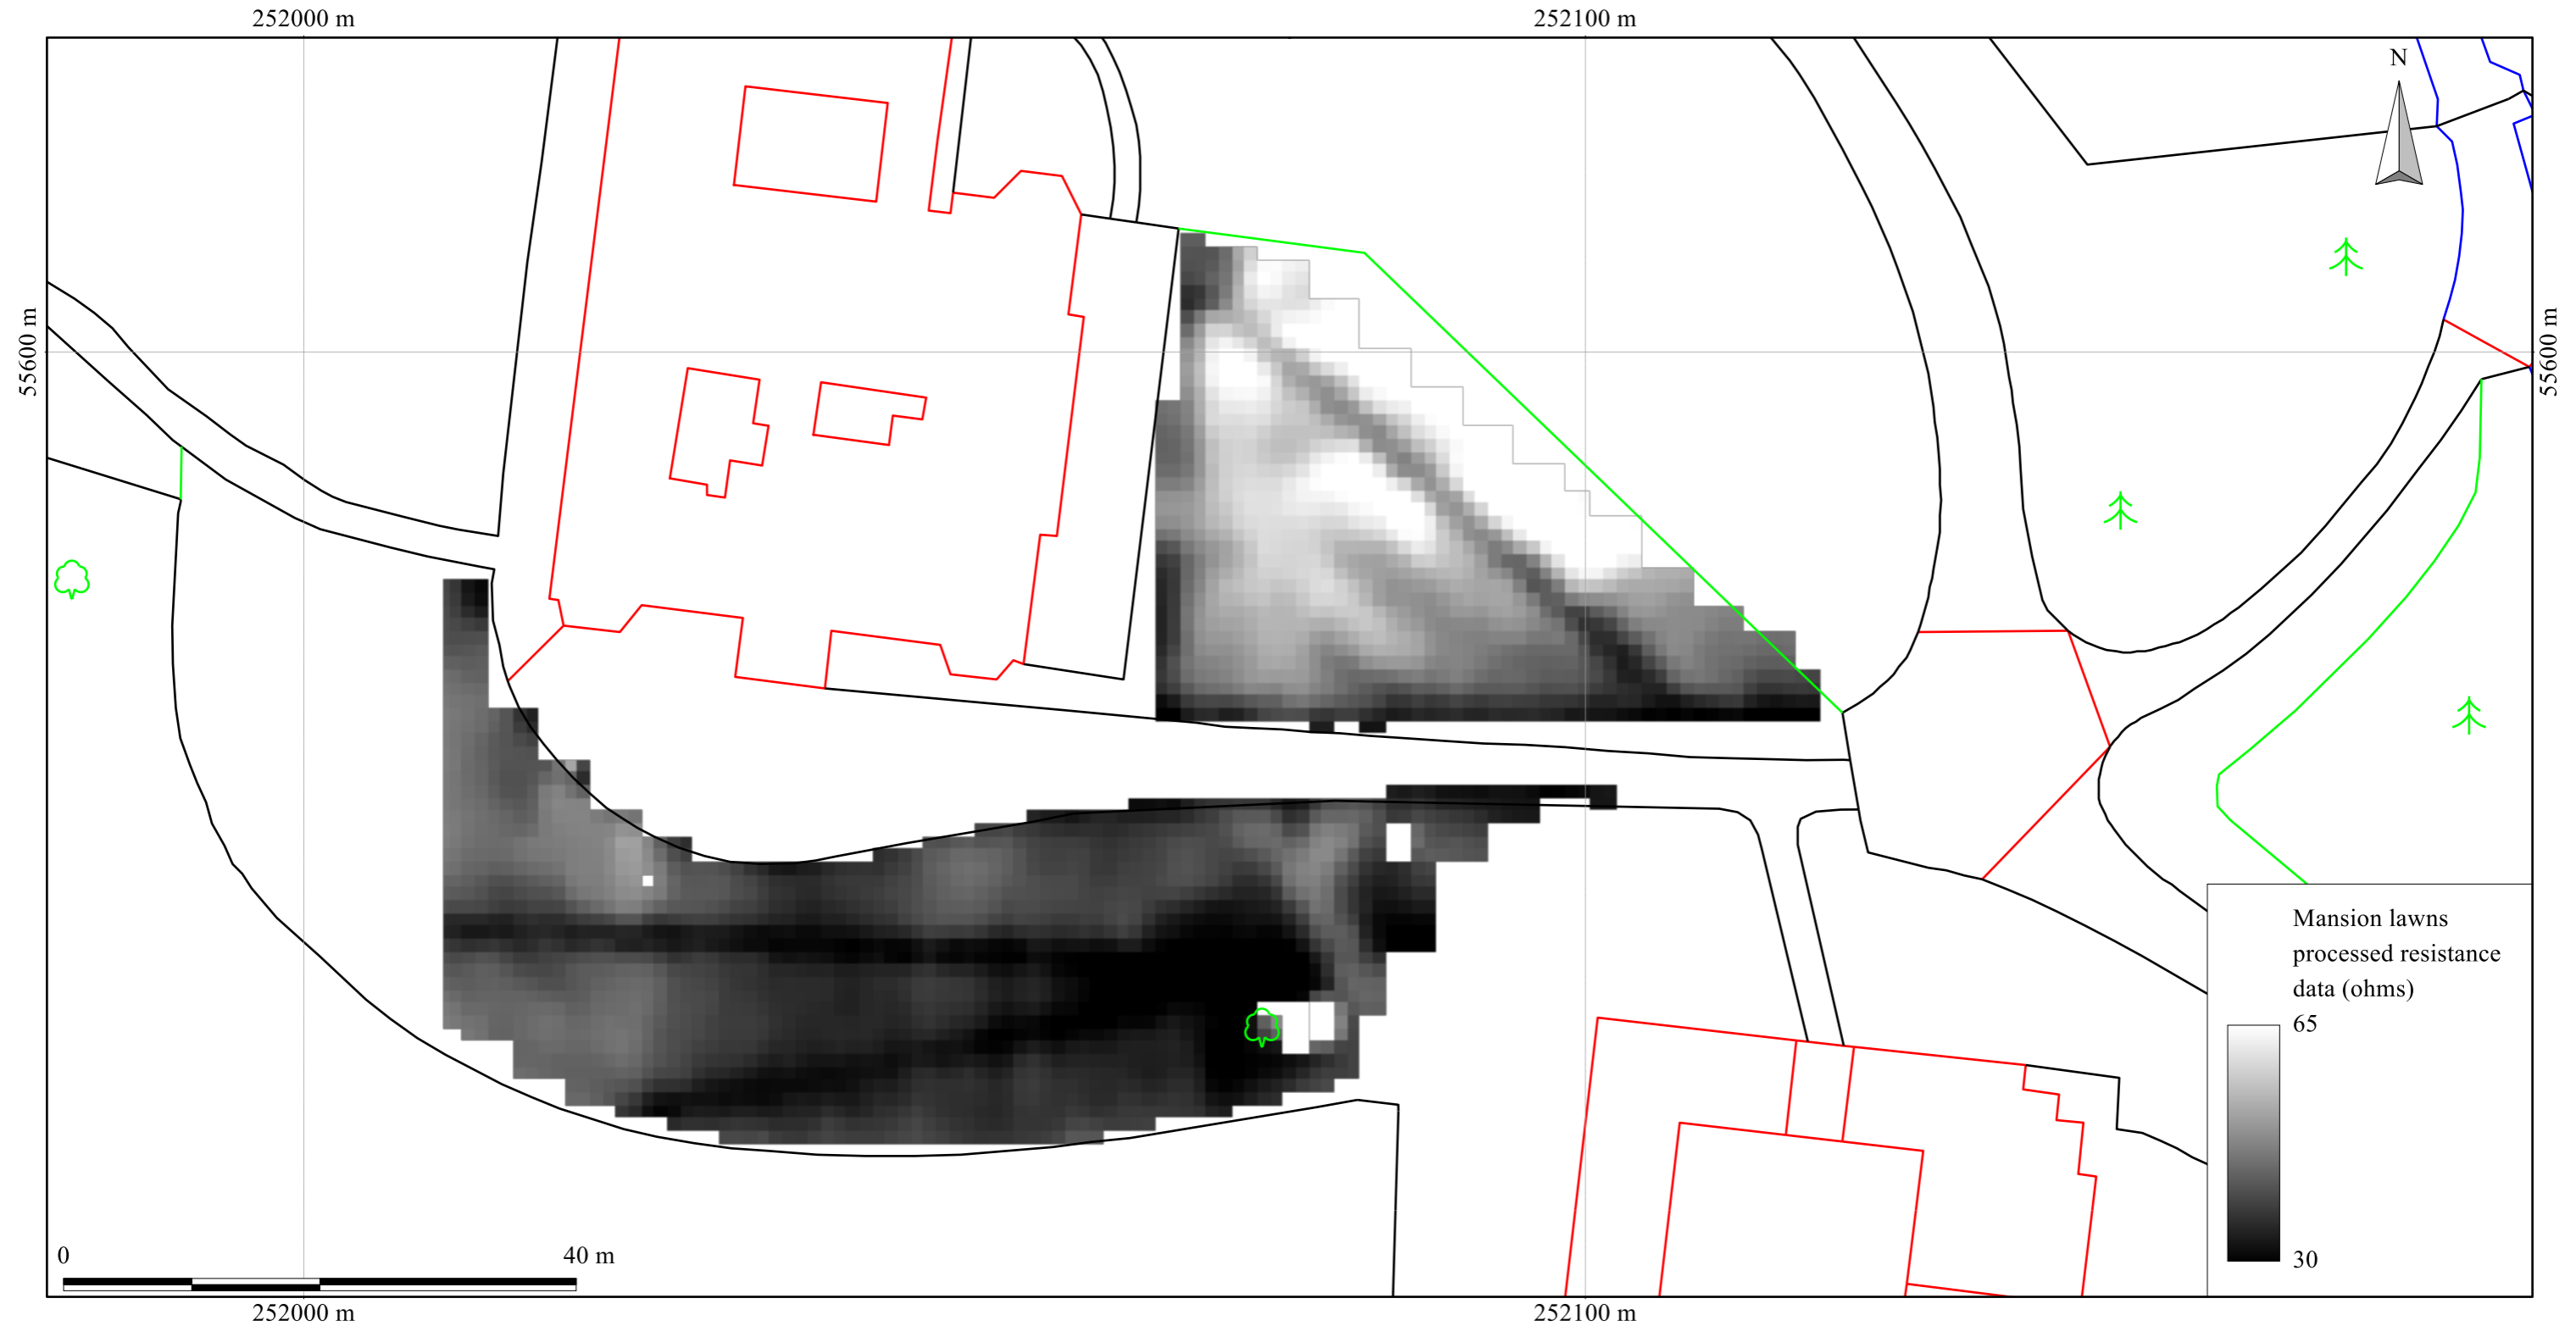 252000 m
252100 m
N
55600 m
55600 m
Mansion lawns
processed resistance
data (ohms)
65
30
0
40 m
252000 m
252100 m